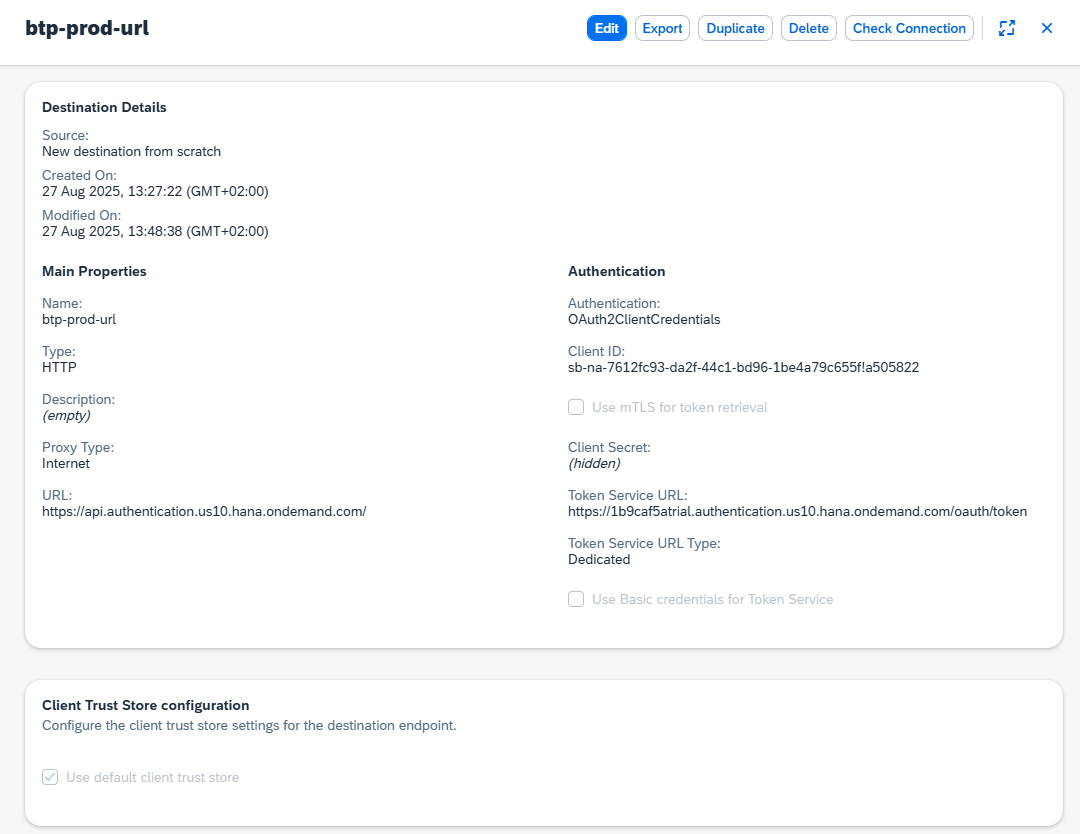 btp-prod-url
Edit
Export
Duplicate
Delete
Check Connection
Destination Details
Source:
New destination from scratch
Created On:
27 Aug 2025, 13:27:22 (GMT+02:00)
Modified On:
27 Aug 2025, 13:48:38 (GMT+02:00)
Main Properties
Name:
btp-prod-url
Type:
HTTP
Description:
(empty)
Proxy Type:
Internet
URL:
https://api.authentication.us10.hana.ondemand.com/
Authentication
Authentication:
OAuth2ClientCredentials
Client ID:
sb-na-7612fc93-da2f-44c1-bd96-1be4a79c655f!a505822
Use mTLS for token retrieval
Client Secret:
(hidden)
Token Service URL:
https://1b9caf5atrial.authentication.us10.hana.ondemand.com/oauth/token
Token Service URL Type:
Dedicated
Use Basic credentials for Token Service
Client Trust Store configuration
Configure the client trust store settings for the destination endpoint.
Use default client trust store